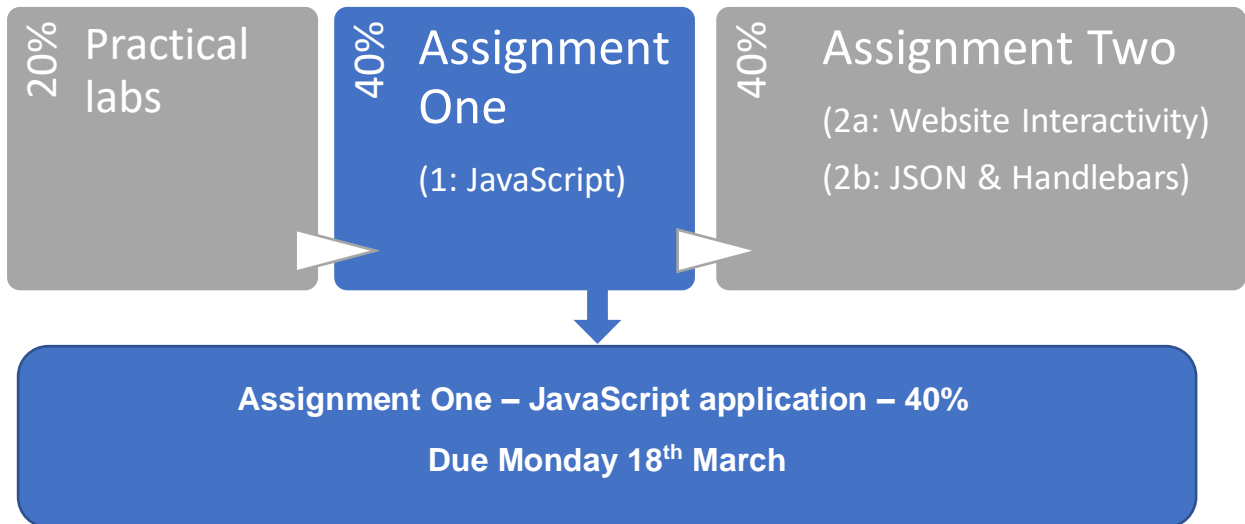 20%
Practical
labs
40%
Assignment
One
(1: JavaScript)
40%
Assignment Two
(2a: Website Interactivity)
(2b: JSON & Handlebars)
Assignment One – JavaScript application – 40%
Due Monday 18th March